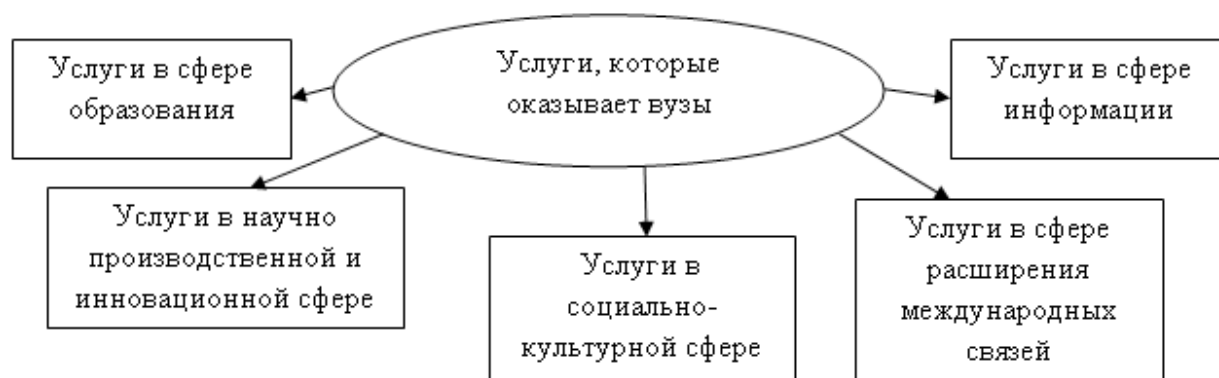 Услуги, которые
оказывает вузы
Услуги в сфере
образования
Услуги в сфере
информации
Услуги в научно
производственной и
инновационной сфере
Услуги в
социально-
культурной сфере
Услуги в сфере
расширения
международных
связей